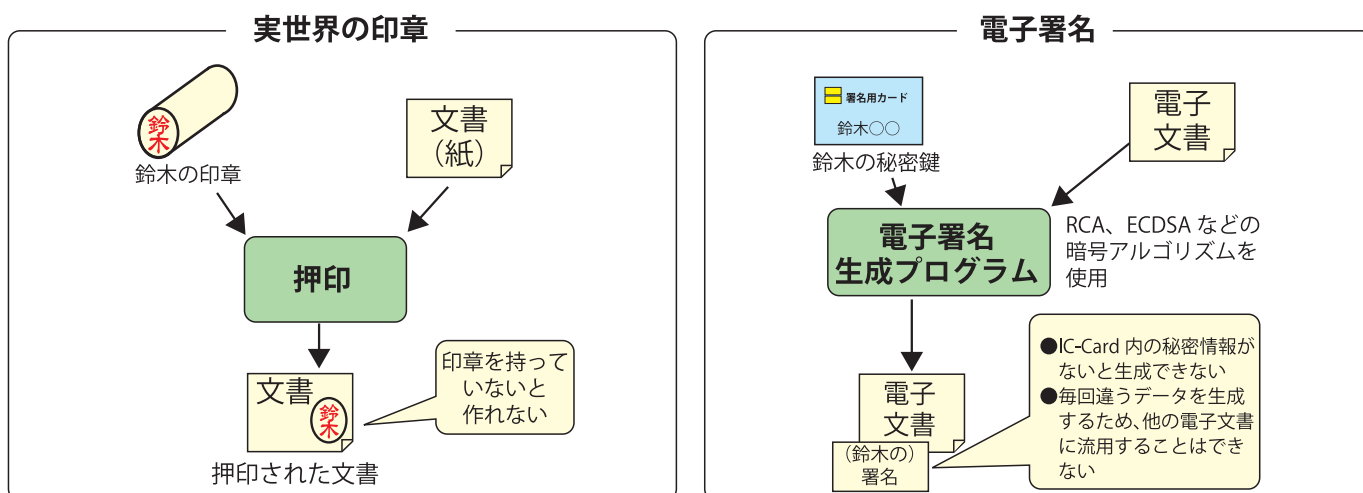 実世界の印章
鈴木
鈴木の印章
文書
(紙)
押印
文書
鈴木
押印された文書
印章を持って
いないと
作れない
電子署名
署名用カード
鈴木○○
鈴木の秘密鍵
電子
文書
電子署名
生成プログラム
RCA、ECDSA などの
暗号アルゴリズムを
使用
電子
文書
(鈴木の)
署名
●IC-Card 内の秘密情報が
ないと生成できない
●毎回違うデータを生成
するため、他の電子文書
に流用することはでき
ない